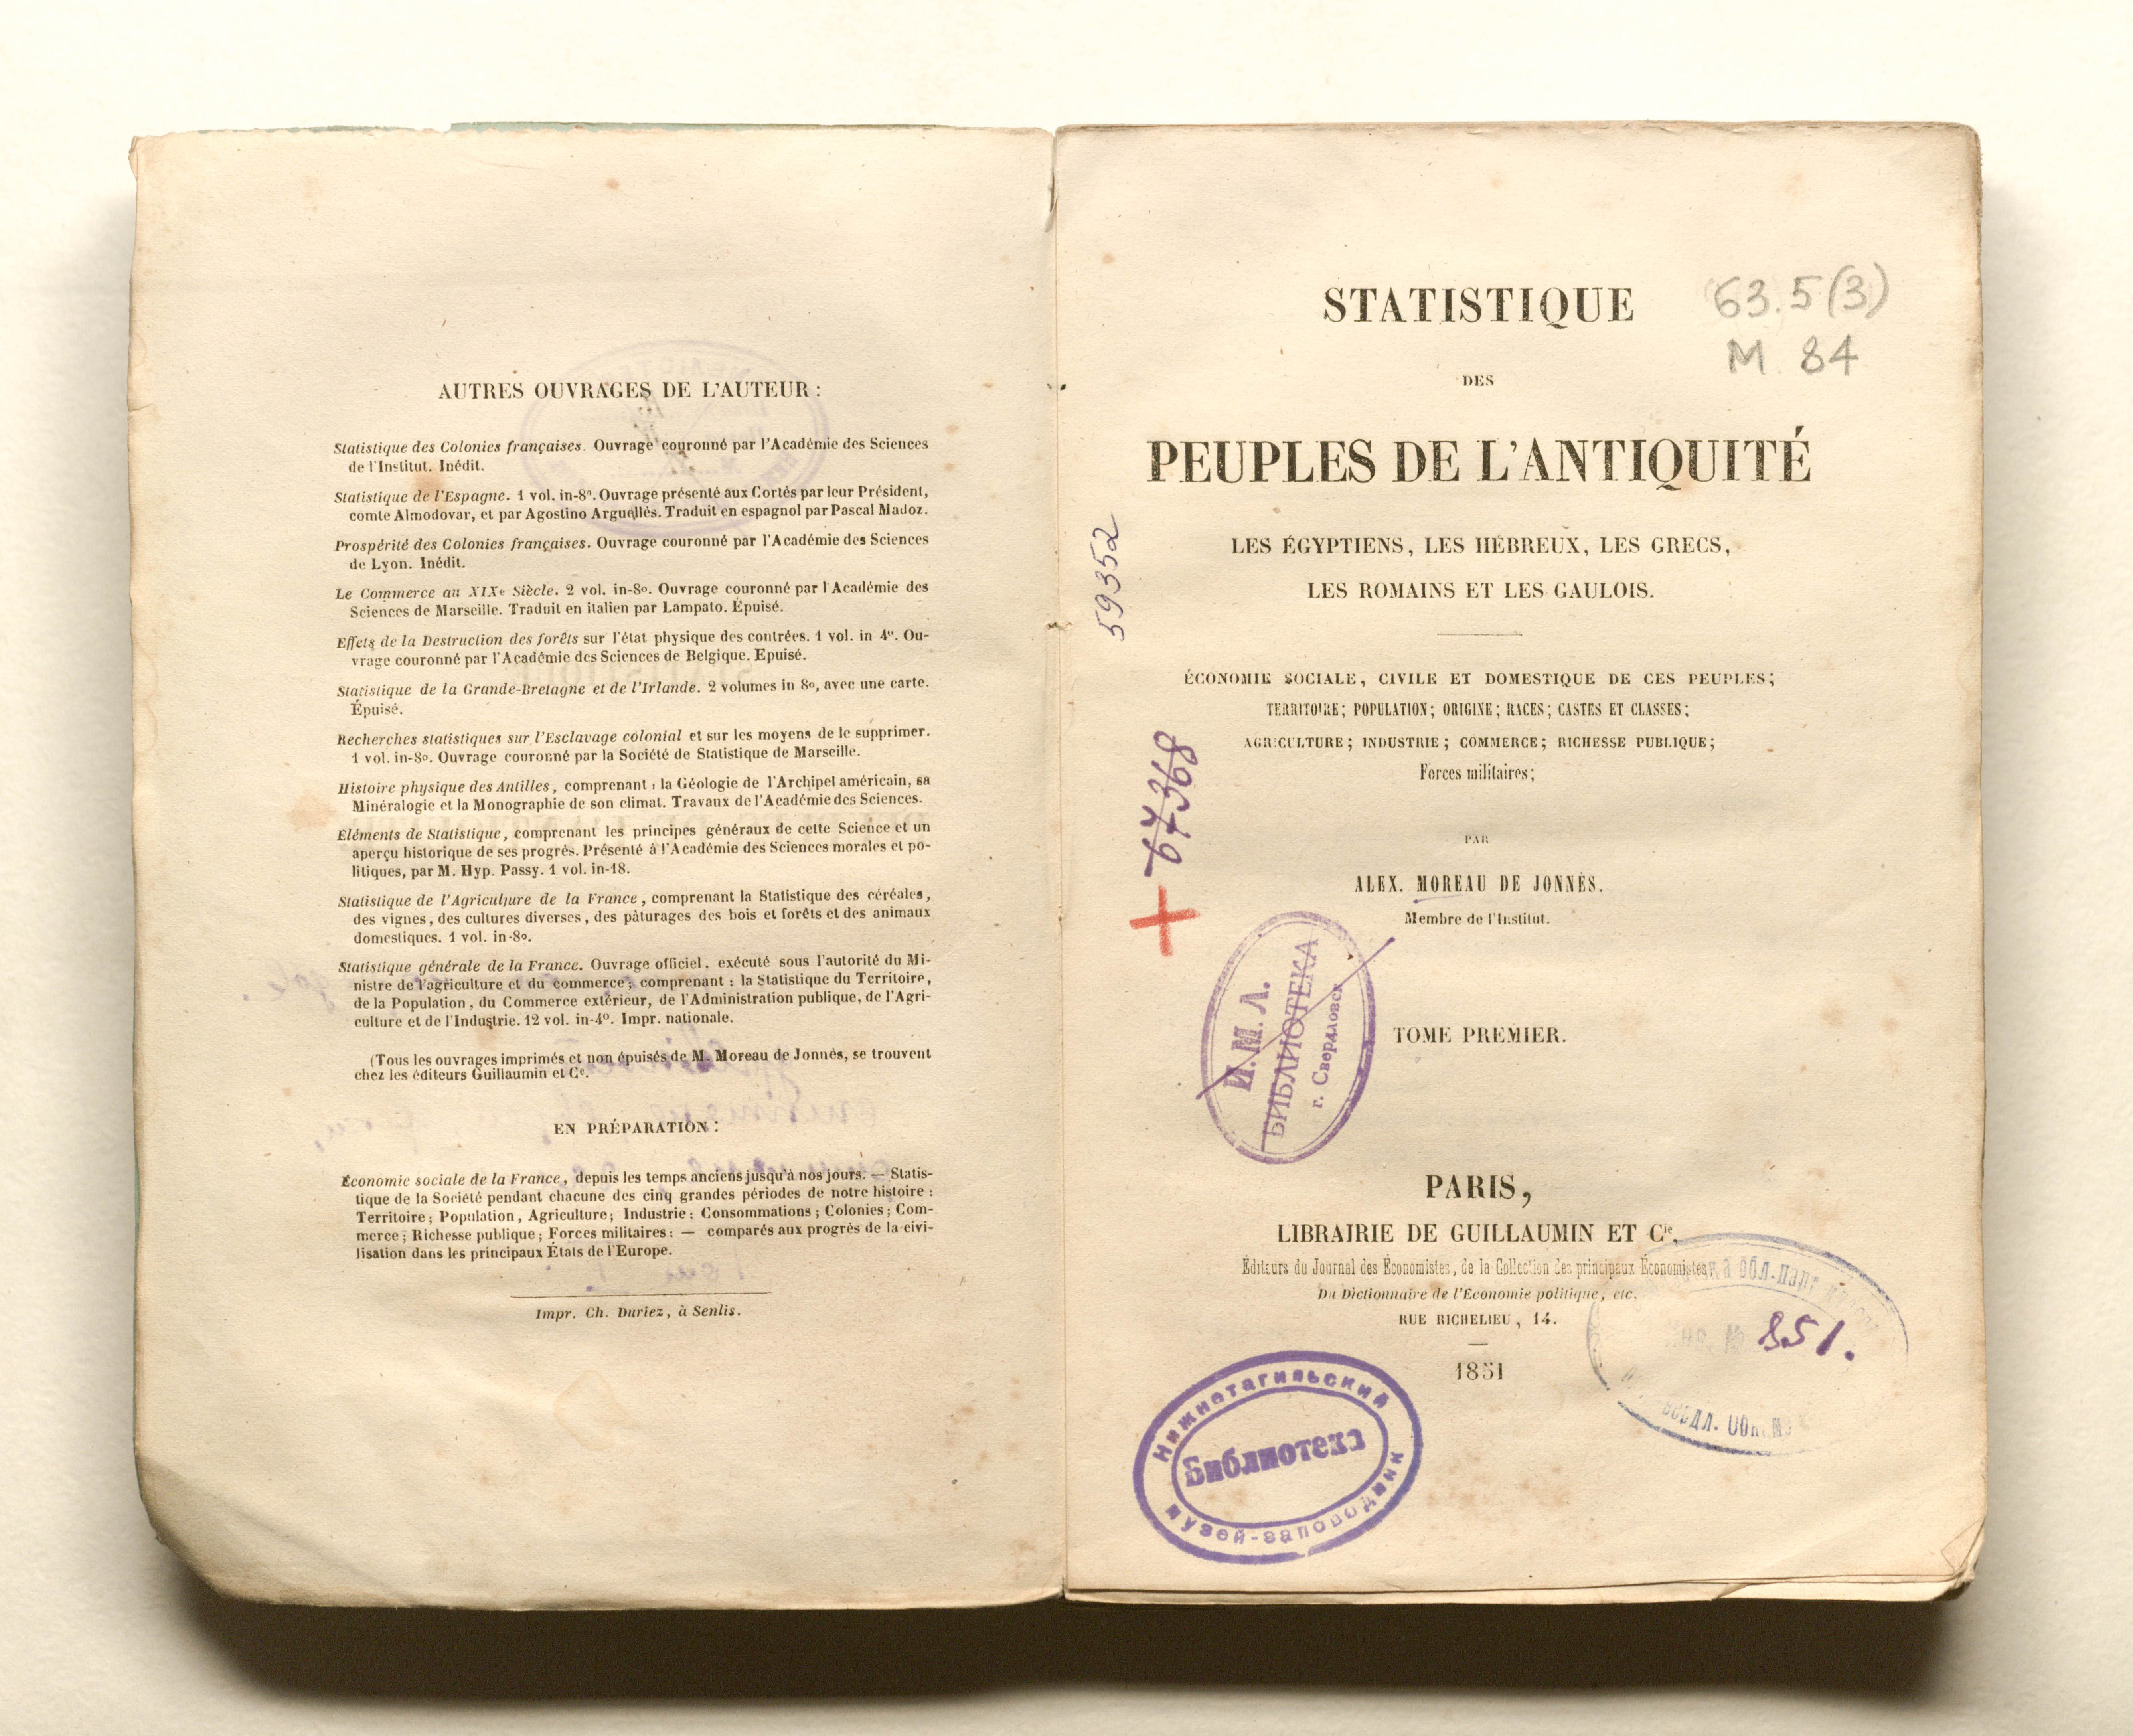 AUTRES OUVRAGES DE L'AUTEUR :
Statistique des Colonies françaises. Ouvrage couronné par l'Académie des Sciences
de l'Institut. Inédit.
Statistique de l'Espagne. 1 vol. in-8º. Ouvrage présenté aux Cortès par leur Président,
comte Almodovar, et par Agostino Arguellès. Traduit en espagnol par Pascal Madoz.
Prospérité des Colonies françaises. Ouvrage couronné par l'Académie des Sciences
de Lyon. Inédit.
Le Commerce au XIXe Siècle. 2 vol. in-8º. Ouvrage couronné par l'Académie des
Sciences de Marseille. Traduit en italien par Lampato. Épuisé.
Effets de la Destruction des forêts sur l'état physique des contrées. 1 vol. in 4º. Ou-
vrage couronné par l'Académie des Sciences de Belgique. Epuisé.
Statistique de la Grande-Bretagne et de l'Irlande. 2 volumes in 8º, avec une carte.
Épuisé.
Recherches statistiques sur l'Esclavage colonial et sur les moyens de le supprimer.
1 vol. in-8º. Ouvrage couronné par la Société de Statistique de Marseille.
Histoire physique des Antilles, comprenant : la Géologie de l'Archipel américain, sa
Minéralogie et la Monographie de son climat. Travaux de l'Académie des Sciences.
Éléments de Statistique, comprenant les principes généraux de cette Science et un
aperçu historique de ses progrès. Présenté à l'Académie des Sciences morales et po-
litiques, par M. Hyp. Passy. 1 vol. in-18.
Statistique de l'Agriculture de la France, comprenant la Statistique des céréales,
des vignes, des cultures diverses, des pâturages des bois et forêts et des animaux
domestiques. 1 vol. in-8º.
Statistique générale de la France. Ouvrage officiel, exécuté sous l'autorité du Mi-
nistre de l'agriculture et du commerce; comprenant : la Statistique du Territoire,
de la Population, du Commerce extérieur, de l'Administration publique, de l'Agri-
culture et de l'Industrie. 12 vol. in-4º. Impr. nationale.
(Tous les ouvrages imprimés et non épuisés de M. Moreau de Jonnès, se trouvent
chez les éditeurs Guillaumin et Ce.
EN PRÉPARATION :
Économie sociale de la France, depuis les temps anciens jusqu'à nos jours. — Statis-
tique de la Société pendant chacune des cinq grandes périodes de notre histoire :
Territoire; Population, Agriculture; Industrie; Consommations; Colonies; Com-
merce; Richesse publique; Forces militaires: — comparés aux progrès de la civi-
lisation dans les principaux États de l'Europe.
Impr. Ch. Duriez, à Senlis.
STATISTIQUE
63.5(3)
M 84
DES
PEUPLES DE L'ANTIQUITÉ
LES ÉGYPTIENS, LES HÉBREUX, LES GRECS,
LES ROMAINS ET LES GAULOIS.
59352
ÉCONOMIE SOCIALE, CIVILE ET DOMESTIQUE DE CES PEUPLES;
TERRITOIRE; POPULATION; ORIGINE; RACES; CASTES ET CLASSES;
AGRICULTURE; INDUSTRIE; COMMERCE; RICHESSE PUBLIQUE;
Forces militaires;
67368
PAR
ALEX. MOREAU DE JONNÈS.
Membre de l'Institut.
И.М.Л.
БИБЛИОТЕКА
г. Свердловск
TOME PREMIER.
PARIS,
LIBRAIRIE DE GUILLAUMIN ET Cie.
Éditeurs du Journal des Économistes, de la Collection des principaux Économistes,
Du Dictionnaire de l'Économie politique, etc.
RUE RICHELIEU, 14.
1851
851.
Нижнетагильский
Библиотека
музей-заповедник